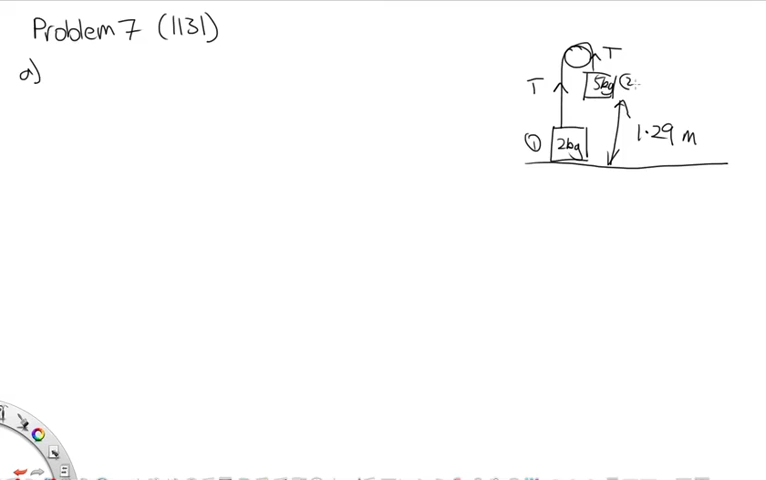 Problem 7 (1131)
a)
T
T
5kg (2
1.29 m
① 2kg